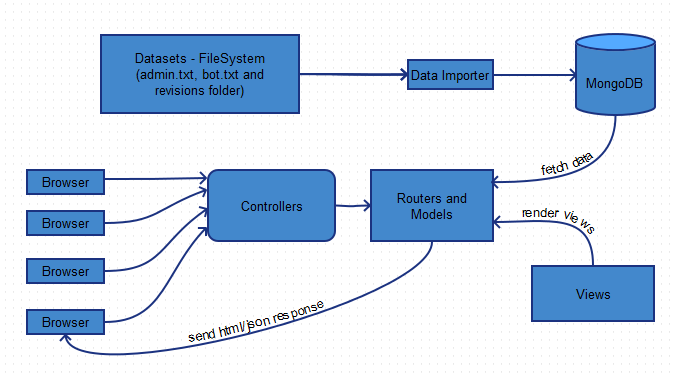 Datasets - FileSystem
(admin.txt, bot.txt and
revisions folder)
Data Importer
MongoDB
fetch data
Browser
Browser
Browser
Browser
Controllers
Routers and
Models
render views
Views
send html/json response